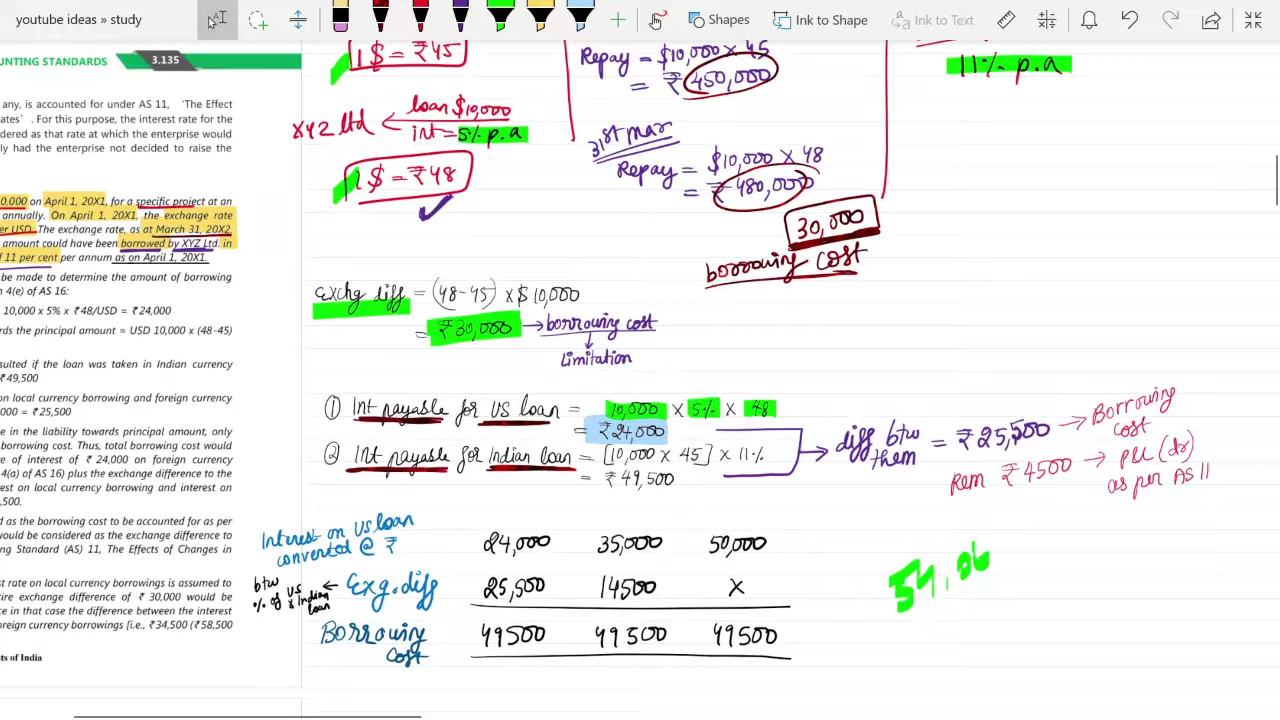 youtube ideas » study
Shapes
Ink to Shape
Ink to Text
UNTING STANDARDS 3.135
any, is accounted for under AS 11, 'The Effect
ates'. For this purpose, the interest rate for the
dered as that rate at which the enterprise would
ly had the enterprise not decided to raise the
0,000 on April 1, 20X1, for a specific project at an
annually. On April 1, 20X1, the exchange rate
er USD. The exchange rate, as at March 31, 20X2,
amount could have been borrowed by XYZ Ltd. in
f 11 per cent per annum as on April 1, 20X1.
be made to determine the amount of borrowing
n 4(e) of AS 16:
10,000 x 5% x ₹48/USD = ₹24,000
ards the principal amount = USD 10,000 x (48-45)
sulted if the loan was taken in Indian currency
₹49,500
on local currency borrowing and foreign currency
000 = ₹25,500
e in the liability towards principal amount, only
borrowing cost. Thus, total borrowing cost would
te of interest of ₹ 24,000 on foreign currency
4(a) of AS 16) plus the exchange difference to the
rest on local currency borrowing and interest on
,500.
d as the borrowing cost to be accounted for as per
would be considered as the exchange difference to
ng Standard (AS) 11, The Effects of Changes in
st rate on local currency borrowings is assumed to
tire exchange difference of ₹ 30,000 would be
ce in that case the difference between the interest
oreign currency borrowings [i.e., ₹34,500 (₹58,500
ts of India
1$ = ₹45
XYZ Ltd
loan $10,000
int = 5% p.a
1$ = ₹48
Repay = $10,000 x 45
= ₹ 450,000
31st mar
Repay = $10,000 x 48
= ₹ 480,000
30,000
borrowing cost
11% p.a
Exchg diff = (48-45) x $10,000
= ₹30,000 → borrowing cost
Limitation
① Int payable for US loan = 10,000 x 5% x 48
= ₹24,000
② Int payable for Indian loan = [10,000 x 45] x 11%
= ₹49,500
diff btw them = ₹25,500 → Borrowing cost
Rem ₹4500 → P&L (dr)
as per AS 11
Interest on US loan
converted @ ₹
24,000 35,000 50,000
btw % of US & Indian loan ← Exg. diff 25,500 14500 x
Borrowing cost 49500 49500 49500